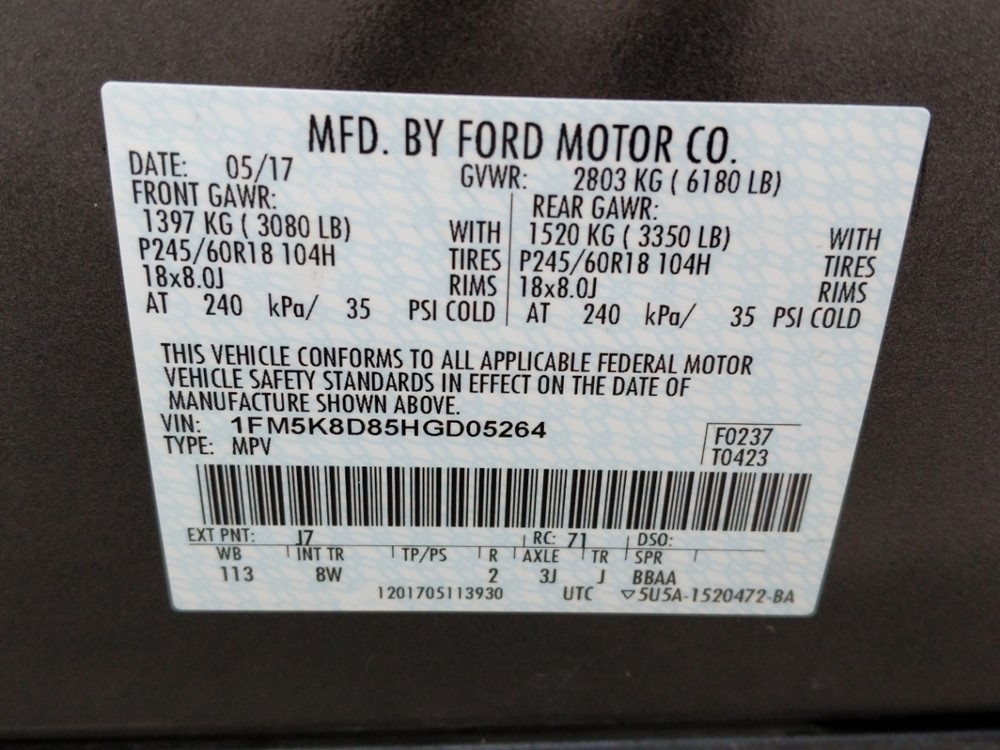 MFD. BY FORD MOTOR CO.
DATE: 05/17 GVWR: 2803 KG ( 6180 LB)
FRONT GAWR: REAR GAWR:
1397 KG ( 3080 LB) WITH 1520 KG ( 3350 LB) WITH
P245/60R18 104H TIRES P245/60R18 104H TIRES
18x8.0J RIMS 18x8.0J RIMS
AT 240 kPa/ 35 PSI COLD AT 240 kPa/ 35 PSI COLD
THIS VEHICLE CONFORMS TO ALL APPLICABLE FEDERAL MOTOR
VEHICLE SAFETY STANDARDS IN EFFECT ON THE DATE OF
MANUFACTURE SHOWN ABOVE.
VIN: 1FM5K8D85HGD05264 F0237
TYPE: MPV T0423
EXT PNT: J7 RC: 71 DSO:
WB INT TR TP/PS R AXLE TR SPR
113 8W 2 3J J BBAA
1201705113930 UTC ▽5U5A-1520472-BA